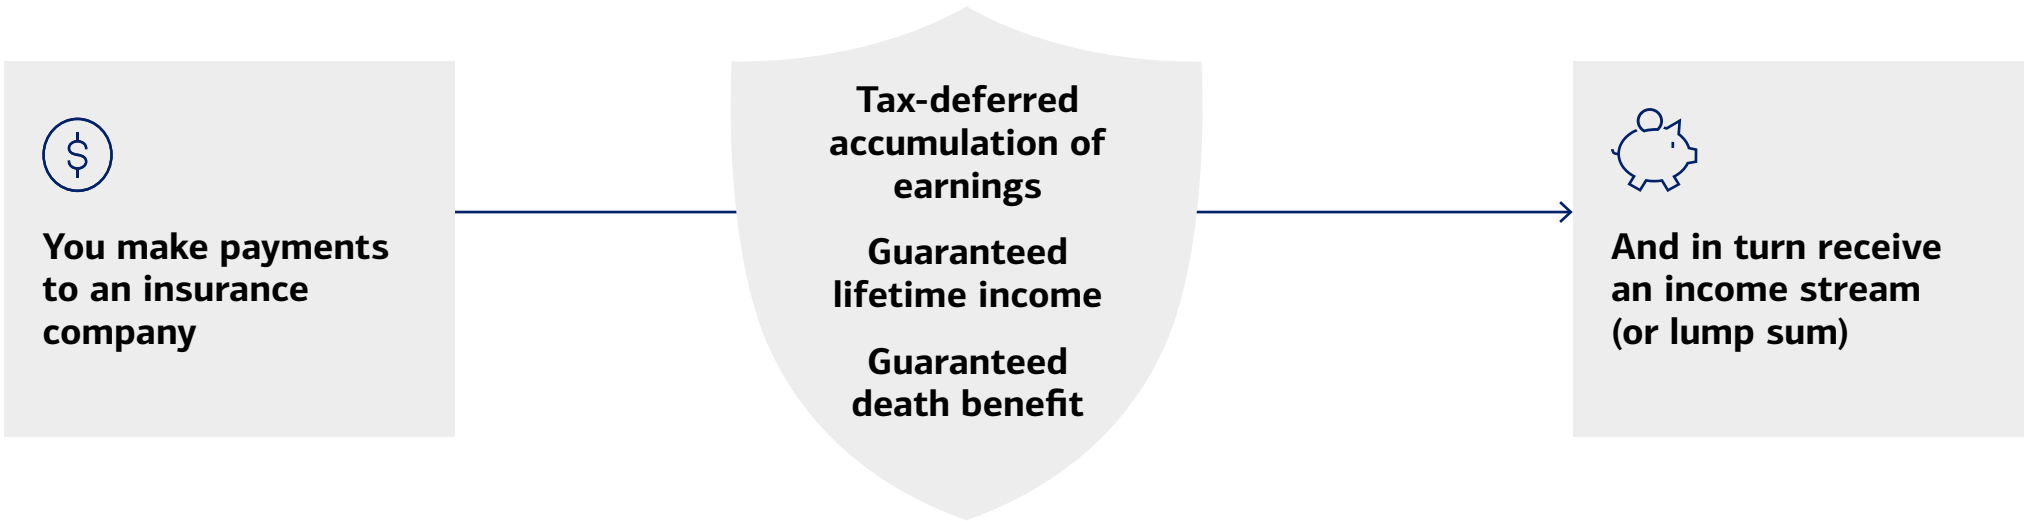 You make payments
to an insurance
company
Tax-deferred
accumulation of
earnings
Guaranteed
lifetime income
Guaranteed
death benefit
And in turn receive
an income stream
(or lump sum)